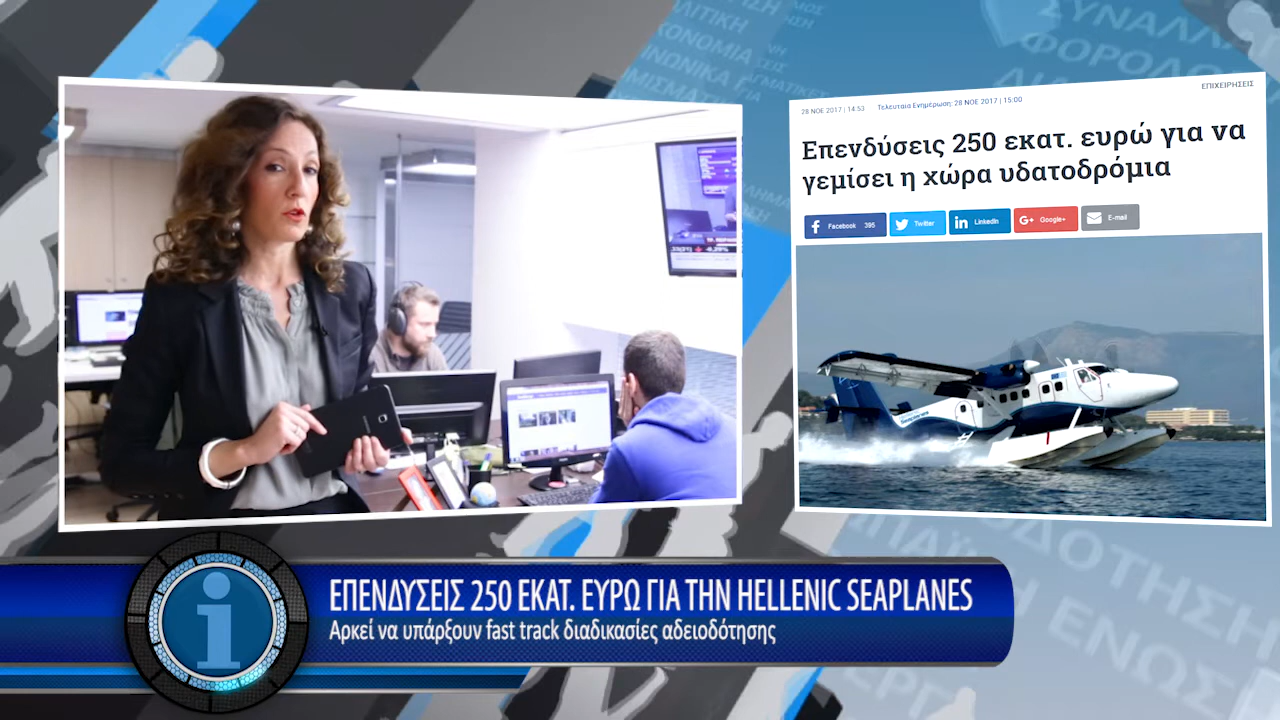 ΕΠΙΧΕΙΡΗΣΕΙΣ
28 ΝΟΕ 2017 | 14:53 Τελευταία Ενημέρωση: 28 ΝΟΕ 2017 | 15:00
Επενδύσεις 250 εκατ. ευρώ για να
γεμίσει η χώρα υδατοδρόμια
Facebook 395 Twitter LinkedIn Google+ E-mail
ΕΠΕΝΔΥΣΕΙΣ 250 ΕΚΑΤ. ΕΥΡΩ ΓΙΑ ΤΗΝ HELLENIC SEAPLANES
Αρκεί να υπάρξουν fast track διαδικασίες αδειοδότησης